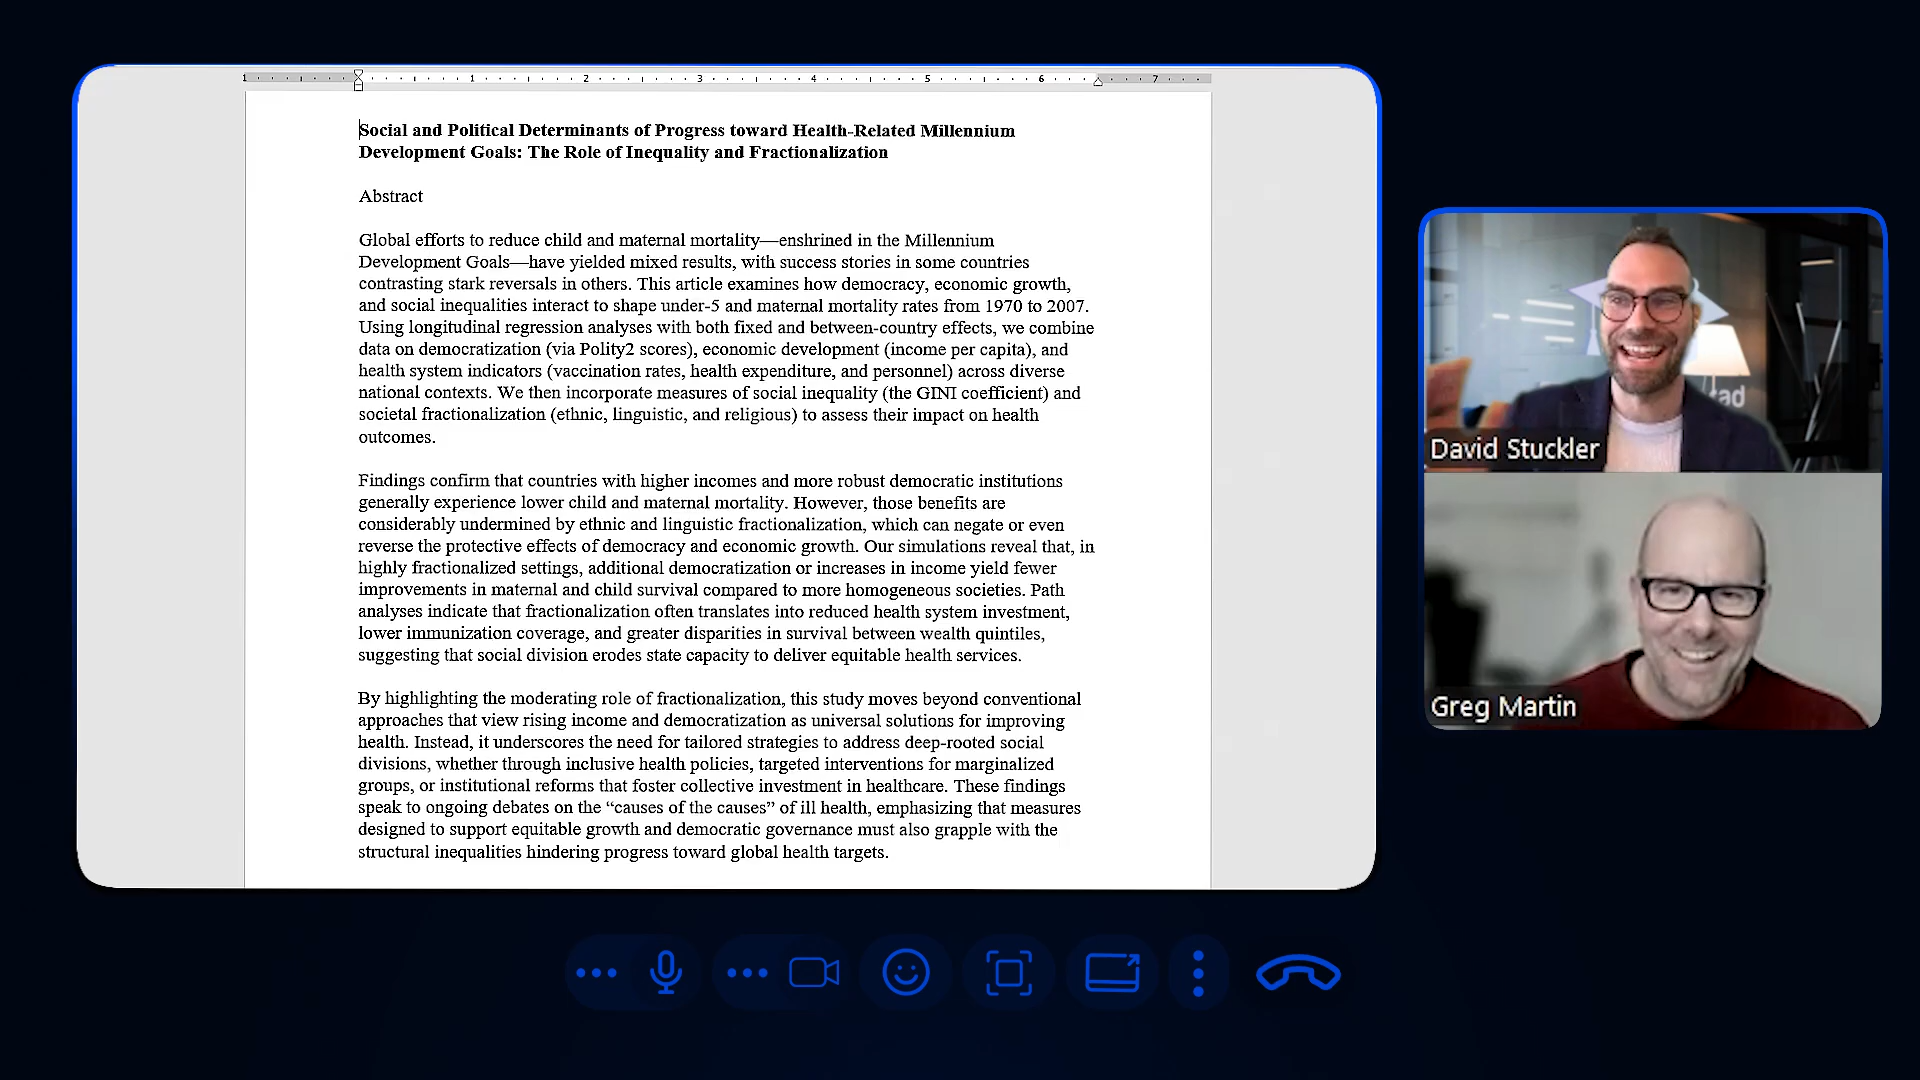 1 1 2 3 4 5 6 7
Social and Political Determinants of Progress toward Health-Related Millennium
Development Goals: The Role of Inequality and Fractionalization
Abstract
Global efforts to reduce child and maternal mortality—enshrined in the Millennium
Development Goals—have yielded mixed results, with success stories in some countries
contrasting stark reversals in others. This article examines how democracy, economic growth,
and social inequalities interact to shape under-5 and maternal mortality rates from 1970 to 2007.
Using longitudinal regression analyses with both fixed and between-country effects, we combine
data on democratization (via Polity2 scores), economic development (income per capita), and
health system indicators (vaccination rates, health expenditure, and personnel) across diverse
national contexts. We then incorporate measures of social inequality (the GINI coefficient) and
societal fractionalization (ethnic, linguistic, and religious) to assess their impact on health
outcomes.
Findings confirm that countries with higher incomes and more robust democratic institutions
generally experience lower child and maternal mortality. However, those benefits are
considerably undermined by ethnic and linguistic fractionalization, which can negate or even
reverse the protective effects of democracy and economic growth. Our simulations reveal that, in
highly fractionalized settings, additional democratization or increases in income yield fewer
improvements in maternal and child survival compared to more homogeneous societies. Path
analyses indicate that fractionalization often translates into reduced health system investment,
lower immunization coverage, and greater disparities in survival between wealth quintiles,
suggesting that social division erodes state capacity to deliver equitable health services.
By highlighting the moderating role of fractionalization, this study moves beyond conventional
approaches that view rising income and democratization as universal solutions for improving
health. Instead, it underscores the need for tailored strategies to address deep-rooted social
divisions, whether through inclusive health policies, targeted interventions for marginalized
groups, or institutional reforms that foster collective investment in healthcare. These findings
speak to ongoing debates on the “causes of the causes” of ill health, emphasizing that measures
designed to support equitable growth and democratic governance must also grapple with the
structural inequalities hindering progress toward global health targets.
David Stuckler
Greg Martin